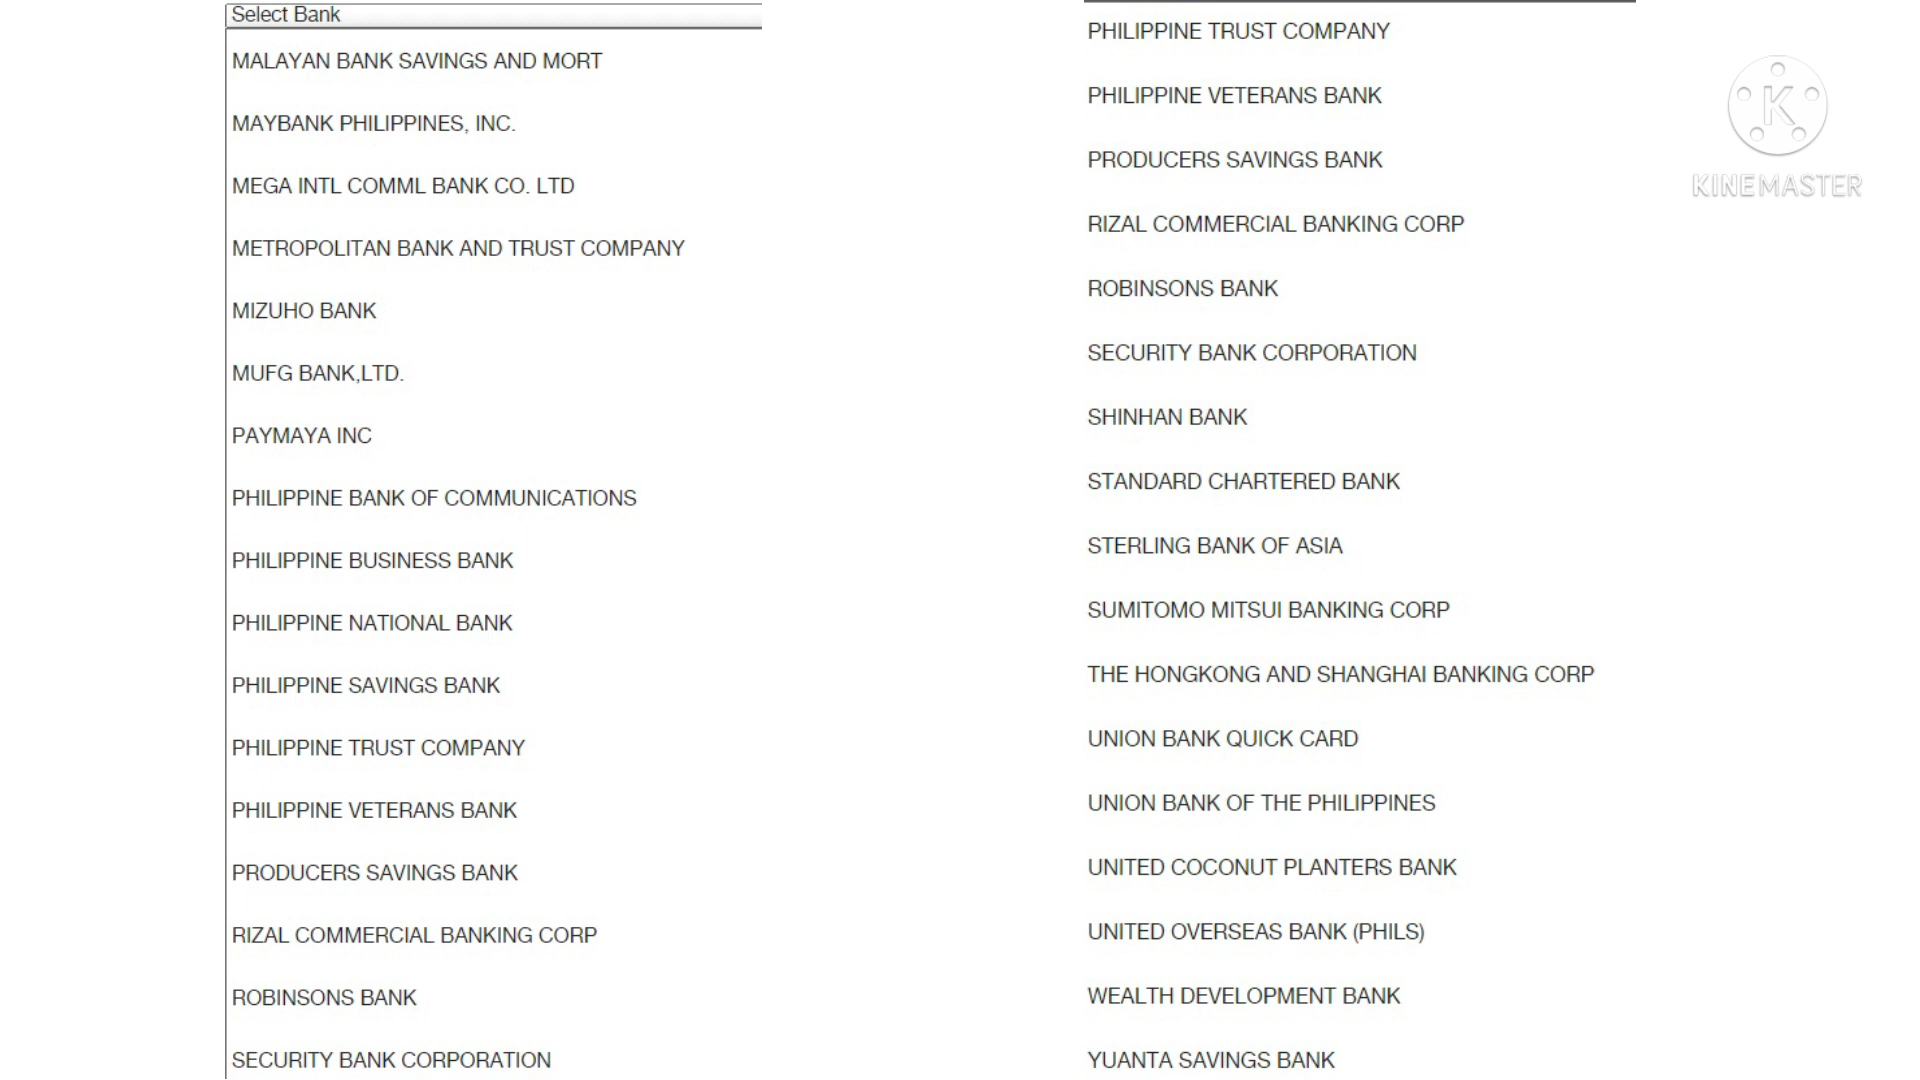 Select Bank
MALAYAN BANK SAVINGS AND MORT
MAYBANK PHILIPPINES, INC.
MEGA INTL COMML BANK CO. LTD
METROPOLITAN BANK AND TRUST COMPANY
MIZUHO BANK
MUFG BANK,LTD.
PAYMAYA INC
PHILIPPINE BANK OF COMMUNICATIONS
PHILIPPINE BUSINESS BANK
PHILIPPINE NATIONAL BANK
PHILIPPINE SAVINGS BANK
PHILIPPINE TRUST COMPANY
PHILIPPINE VETERANS BANK
PRODUCERS SAVINGS BANK
RIZAL COMMERCIAL BANKING CORP
ROBINSONS BANK
SECURITY BANK CORPORATION
PHILIPPINE TRUST COMPANY
PHILIPPINE VETERANS BANK
PRODUCERS SAVINGS BANK
RIZAL COMMERCIAL BANKING CORP
ROBINSONS BANK
SECURITY BANK CORPORATION
SHINHAN BANK
STANDARD CHARTERED BANK
STERLING BANK OF ASIA
SUMITOMO MITSUI BANKING CORP
THE HONGKONG AND SHANGHAI BANKING CORP
UNION BANK QUICK CARD
UNION BANK OF THE PHILIPPINES
UNITED COCONUT PLANTERS BANK
UNITED OVERSEAS BANK (PHILS)
WEALTH DEVELOPMENT BANK
YUANTA SAVINGS BANK
K
KINEMASTER